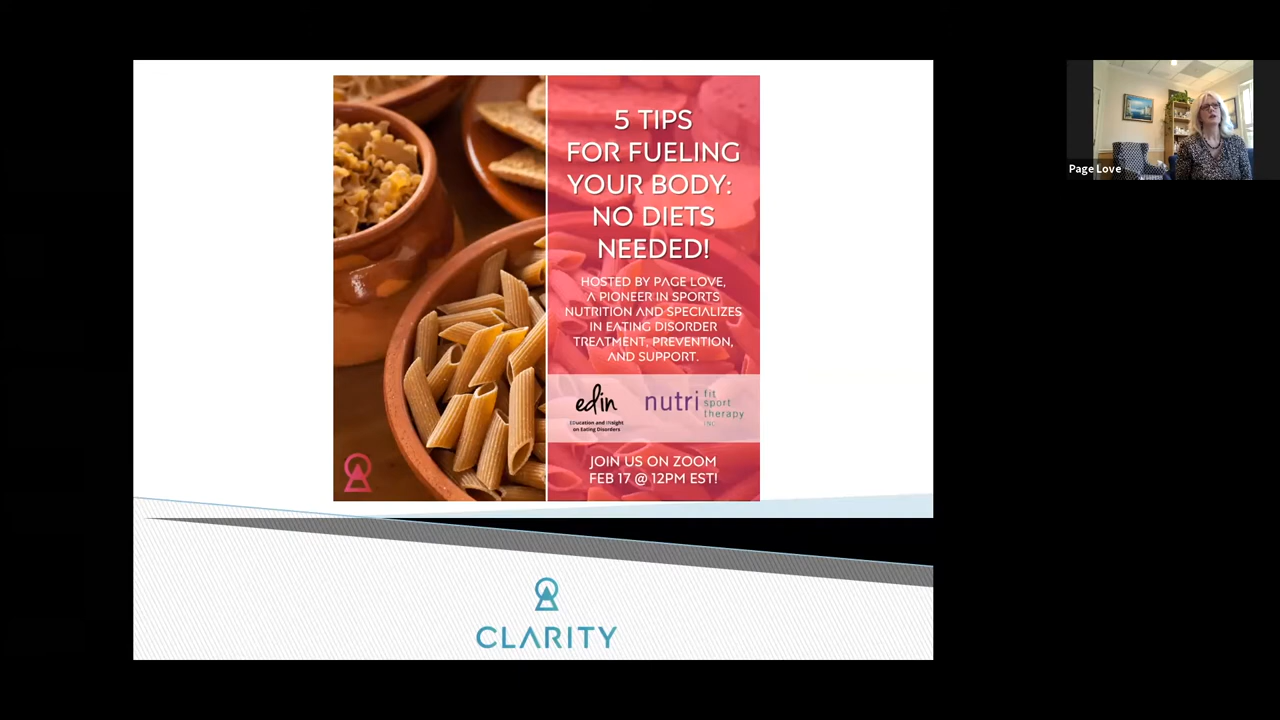 5 TIPS
FOR FUELING
YOUR BODY:
NO DIETS
NEEDED!
HOSTED BY PAGE LOVE,
A PIONEER IN SPORTS
NUTRITION AND SPECIALIZES
IN EATING DISORDER
TREATMENT, PREVENTION,
AND SUPPORT.
edin
EDucation and INsight
on Eating Disorders
nutri fit
sport
therapy
INC
JOIN US ON ZOOM
FEB 17 @ 12PM EST!
CLARITY
Page Love